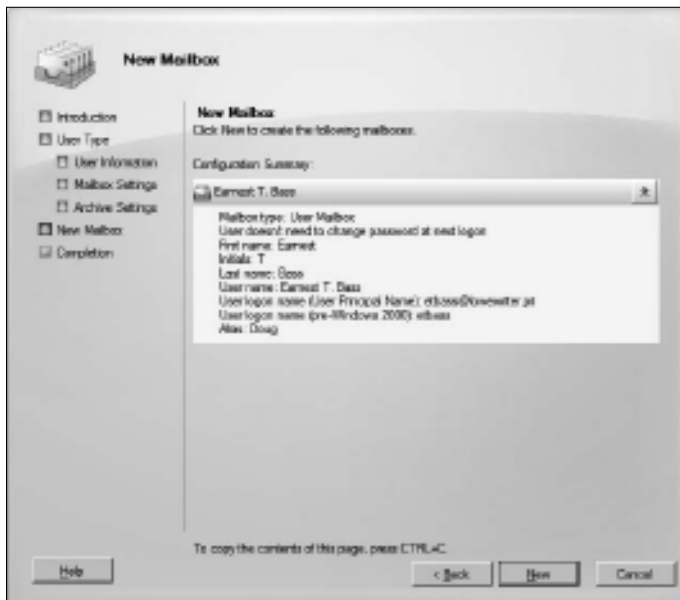 New Mailbox
Introduction
User Type
User Information
Mailbox Settings
Archive Settings
New Mailbox
Completion
New Mailbox
Click New to create the following mailboxes.
Configuration Summary:
Earnest T. Bass
Mailbox type: User Mailbox
User doesn't need to change password at next logon
First name: Earnest
Initials: T
Last name: Bass
User name: Earnest T. Bass
User logon name (User Principal Name):
User logon name (pre-Windows 2000): etbass
Alias: Doug
To copy the contents of this page, press CTRL+C.
Help
< Back
New
Cancel